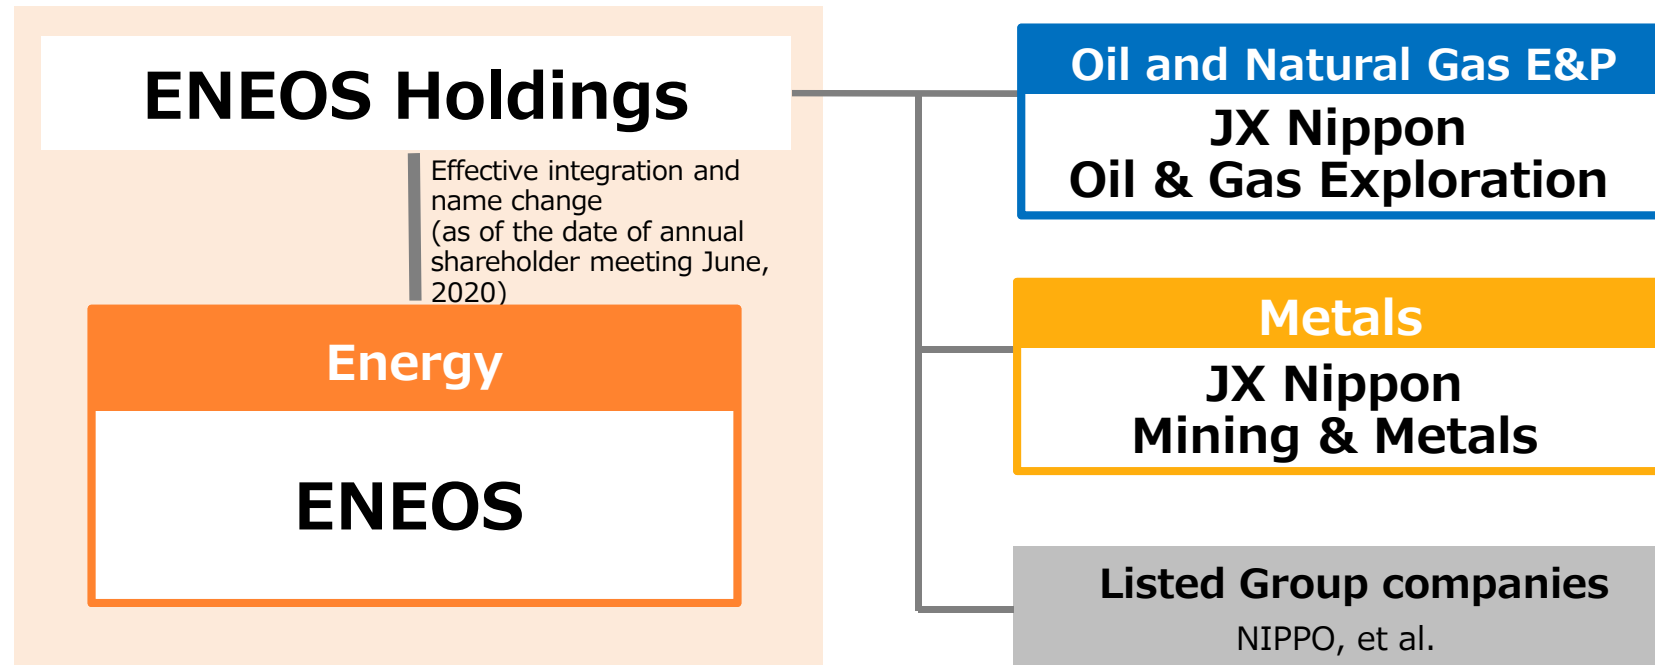 ENEOS Holdings
Effective integration and
name change
(as of the date of annual
shareholder meeting June,
2020)
Energy
ENEOS
Oil and Natural Gas E&P
JX Nippon
Oil & Gas Exploration
Metals
JX Nippon
Mining & Metals
Listed Group companies
NIPPO, et al.